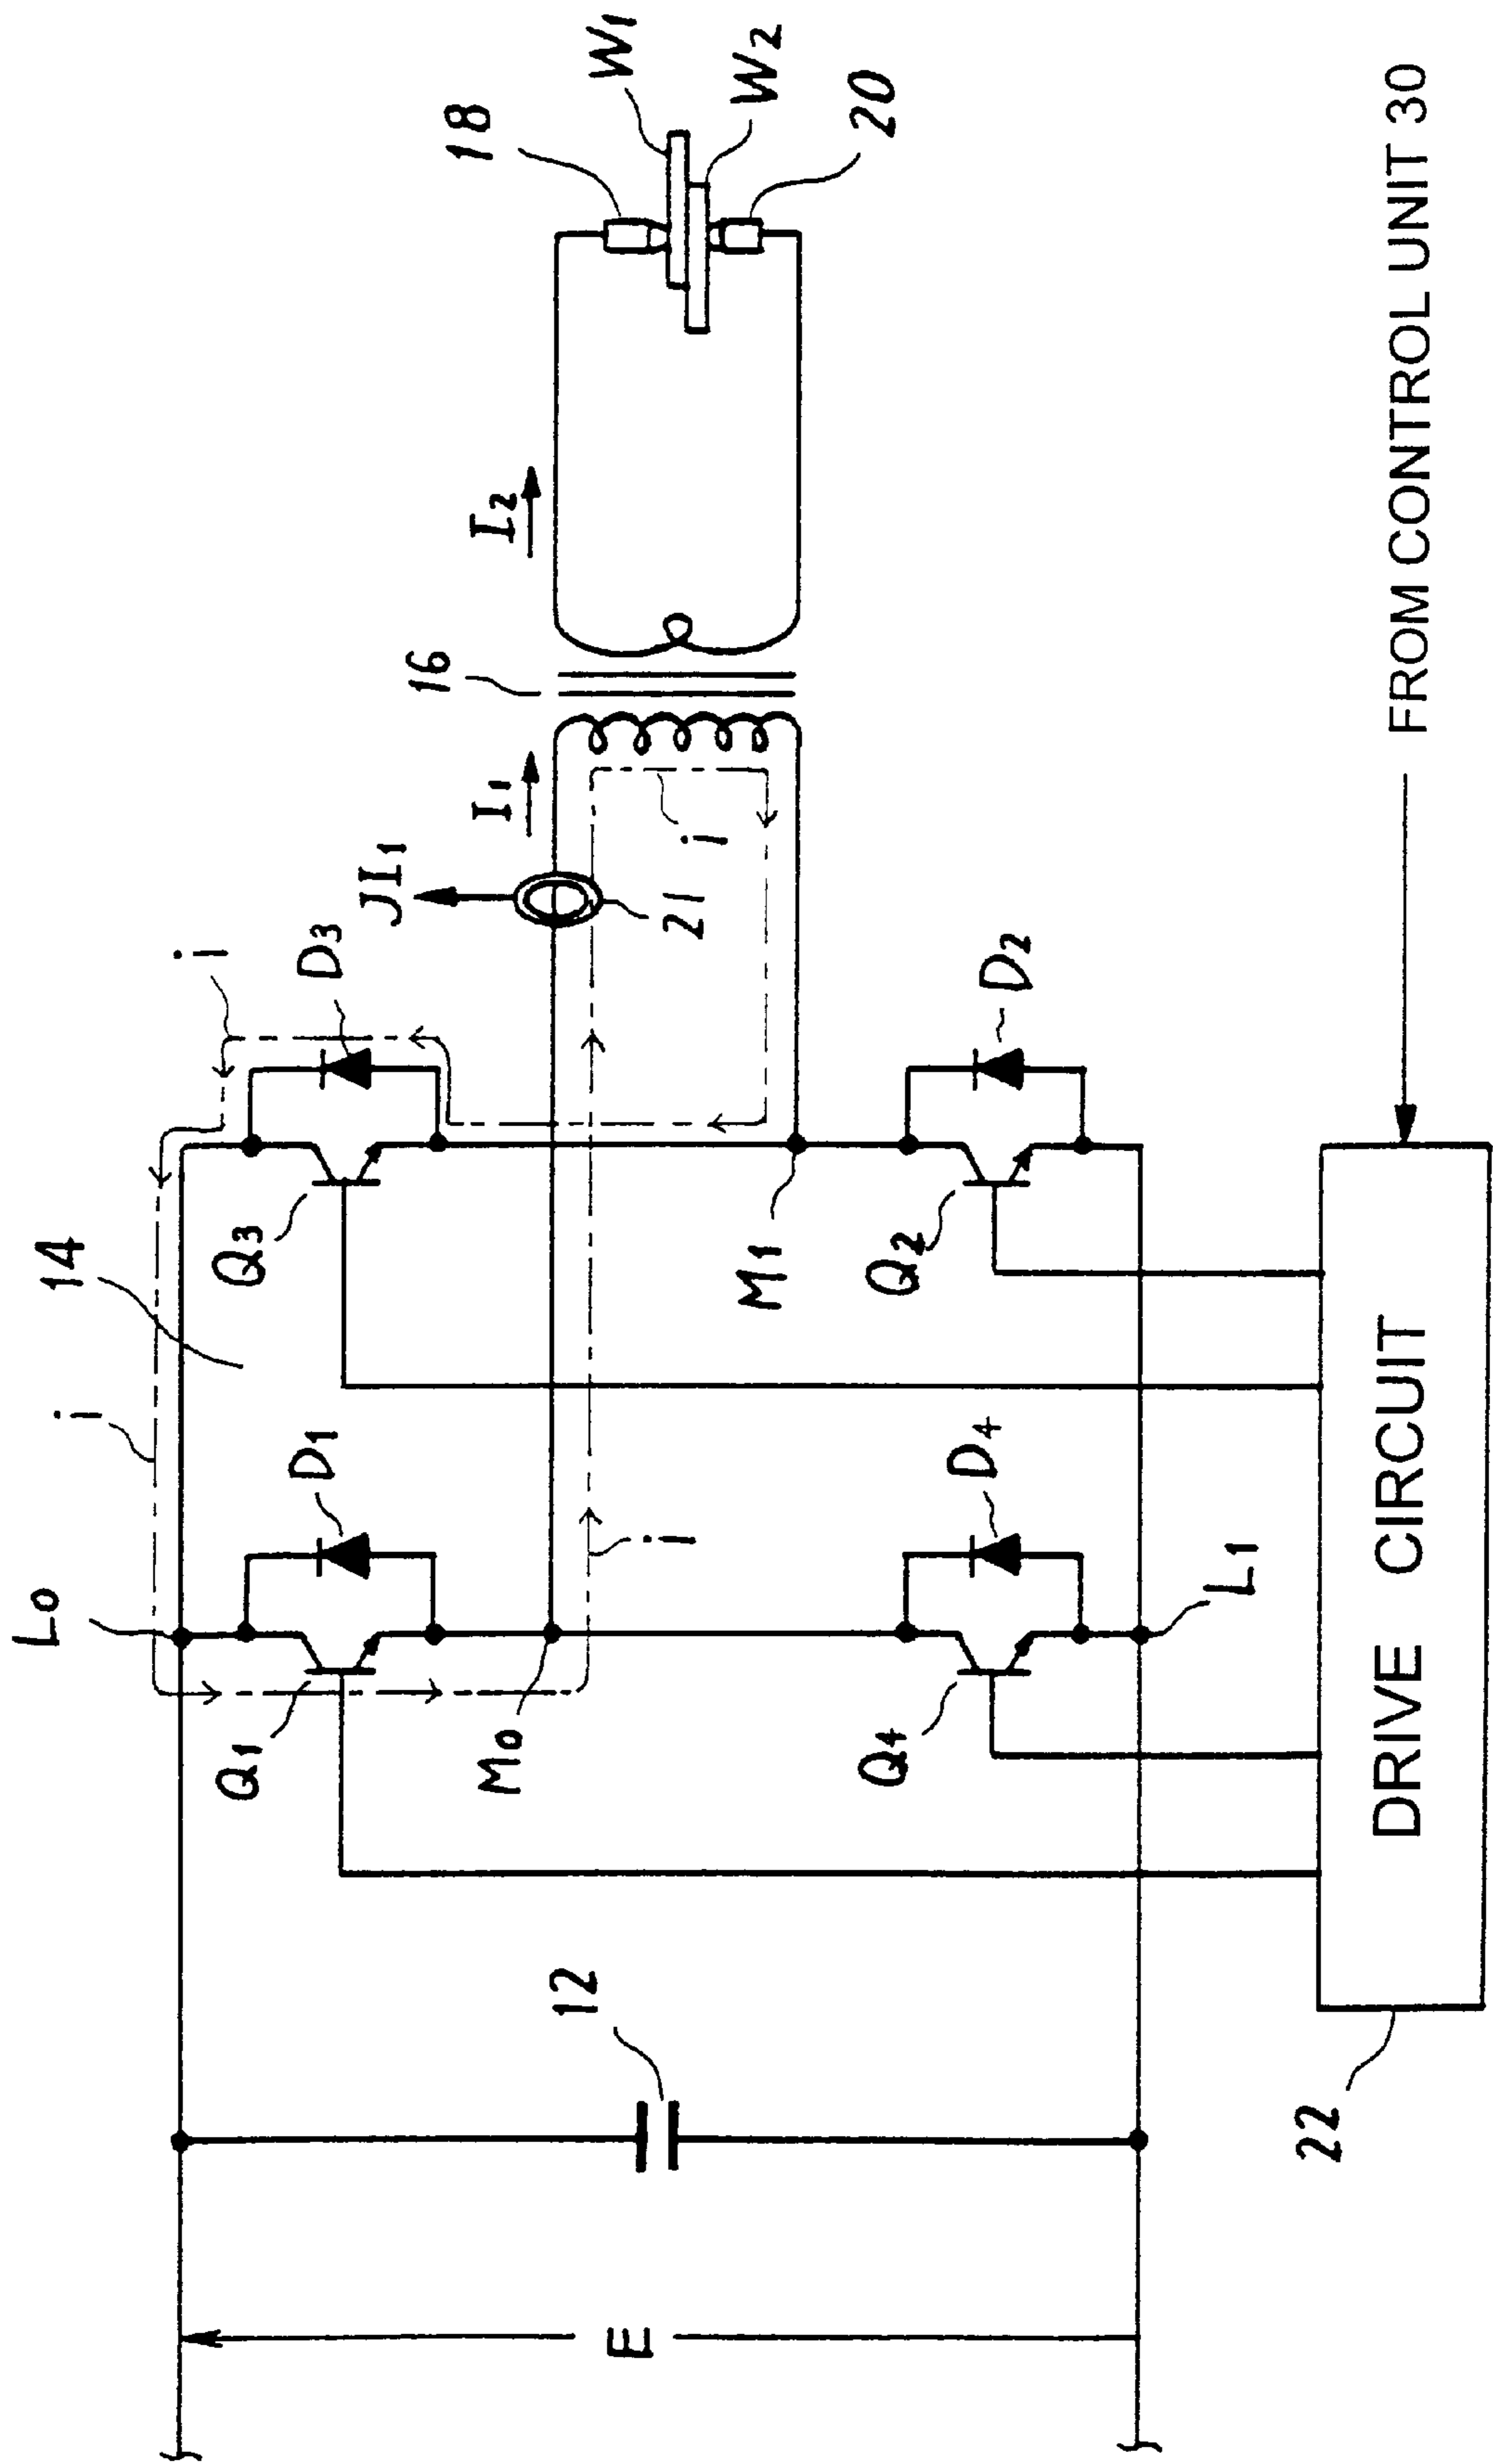 L0
14
i
i
Q1
D1
Q3
D3
JI1
I1
16
I2
18
W1
W2
20
E
12
M0
i
M1
21
i
Q4
D4
Q2
D2
L1
22
DRIVE CIRCUIT
FROM CONTROL UNIT 30